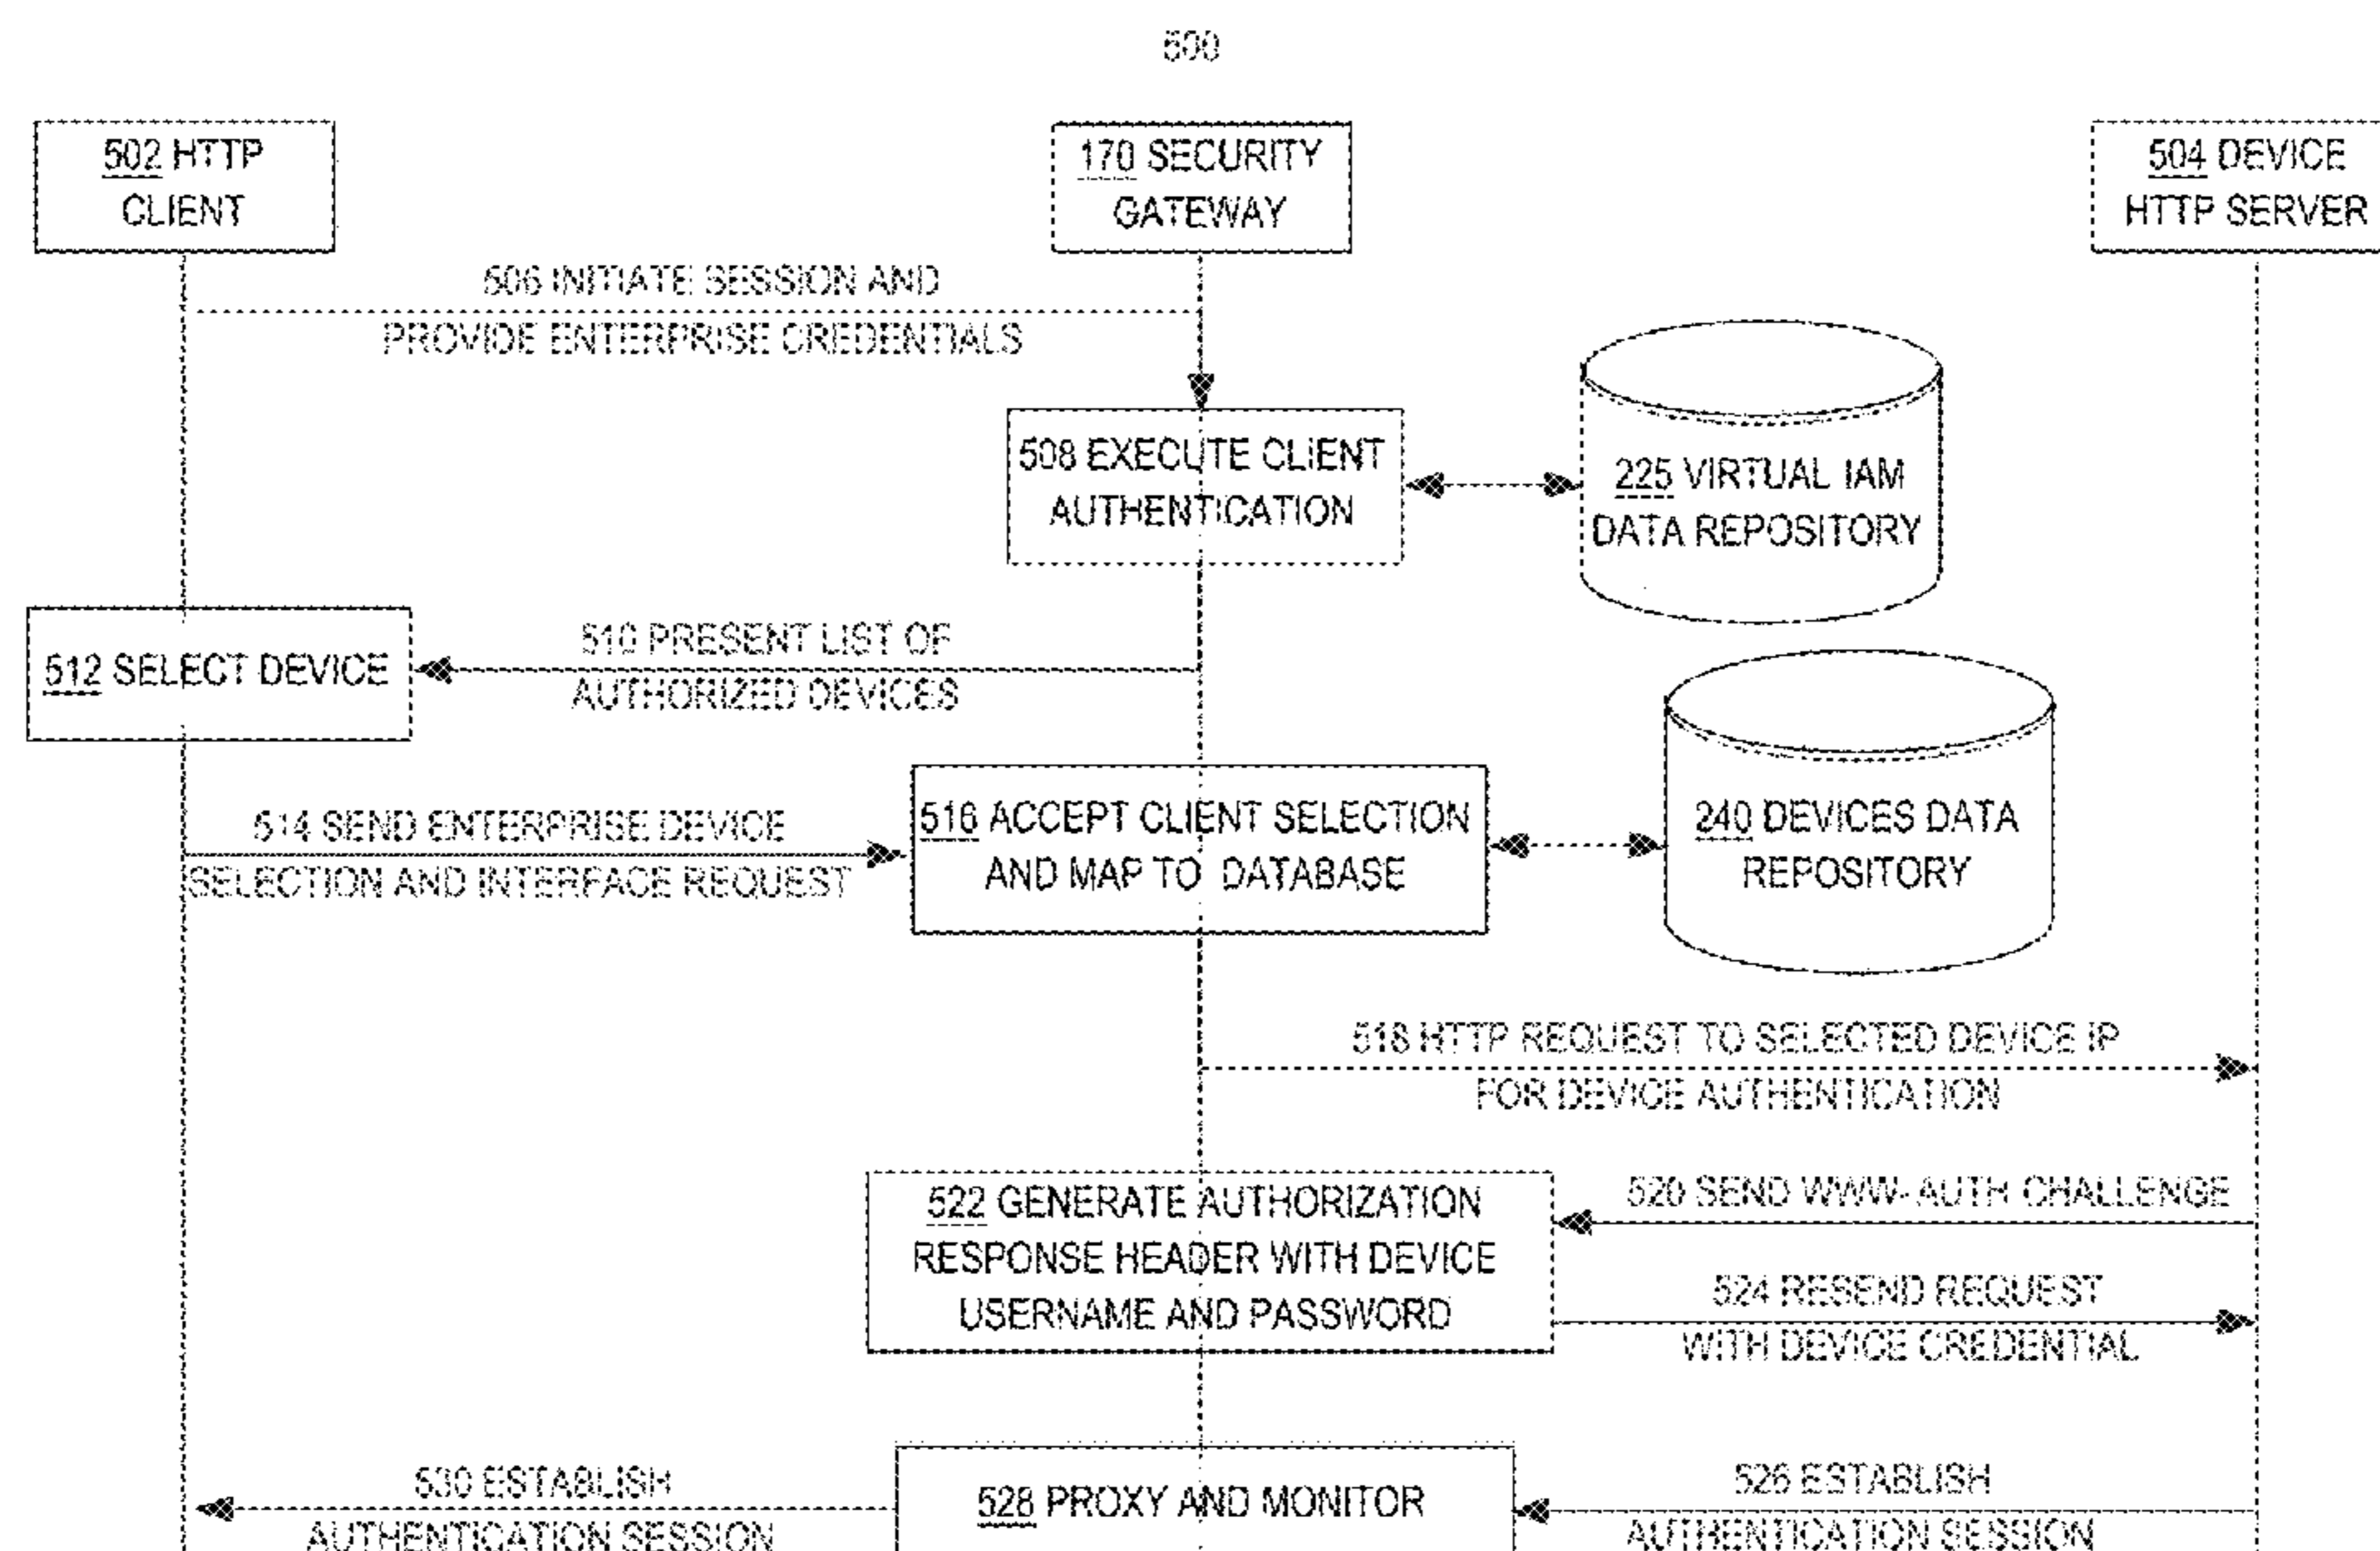 500
502 HTTP
CLIENT
170 SECURITY
GATEWAY
504 DEVICE
HTTP SERVER
506 INITIATE SESSION AND
PROVIDE ENTERPRISE CREDENTIALS
508 EXECUTE CLIENT
AUTHENTICATION
225 VIRTUAL IAM
DATA REPOSITORY
510 PRESENT LIST OF
AUTHORIZED DEVICES
512 SELECT DEVICE
514 SEND ENTERPRISE DEVICE
SELECTION AND INTERFACE REQUEST
516 ACCEPT CLIENT SELECTION
AND MAP TO DATABASE
240 DEVICES DATA
REPOSITORY
518 HTTP REQUEST TO SELECTED DEVICE IP
FOR DEVICE AUTHENTICATION
520 SEND WWW-AUTH CHALLENGE
522 GENERATE AUTHORIZATION
RESPONSE HEADER WITH DEVICE
USERNAME AND PASSWORD
524 RESEND REQUEST
WITH DEVICE CREDENTIAL
530 ESTABLISH
AUTHENTICATION SESSION
528 PROXY AND MONITOR
526 ESTABLISH
AUTHENTICATION SESSION